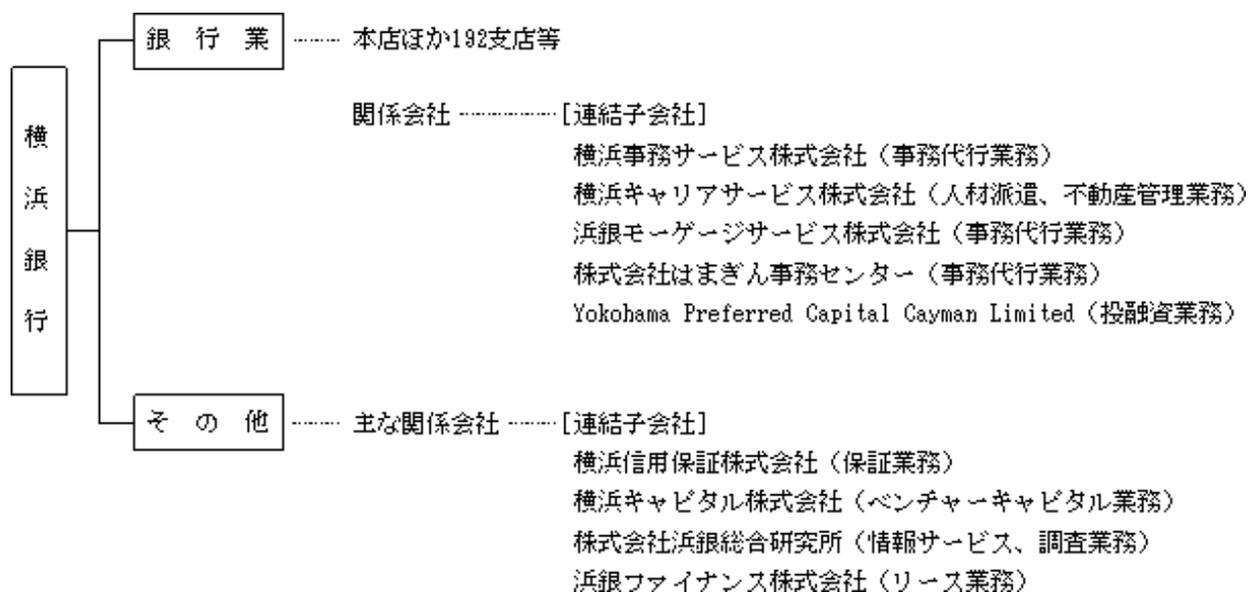 横浜銀行
銀行業 ……… 本店ほか192支店等
関係会社 ……………[連結子会社]
横浜事務サービス株式会社（事務代行業務）
横浜キャリアサービス株式会社（人材派遣、不動産管理業務）
浜銀モーゲージサービス株式会社（事務代行業務）
株式会社はまぎん事務センター（事務代行業務）
Yokohama Preferred Capital Cayman Limited（投融資業務）
その他 ……… 主な関係会社 ………[連結子会社]
横浜信用保証株式会社（保証業務）
横浜キャピタル株式会社（ベンチャーキャピタル業務）
株式会社浜銀総合研究所（情報サービス、調査業務）
浜銀ファイナンス株式会社（リース業務）